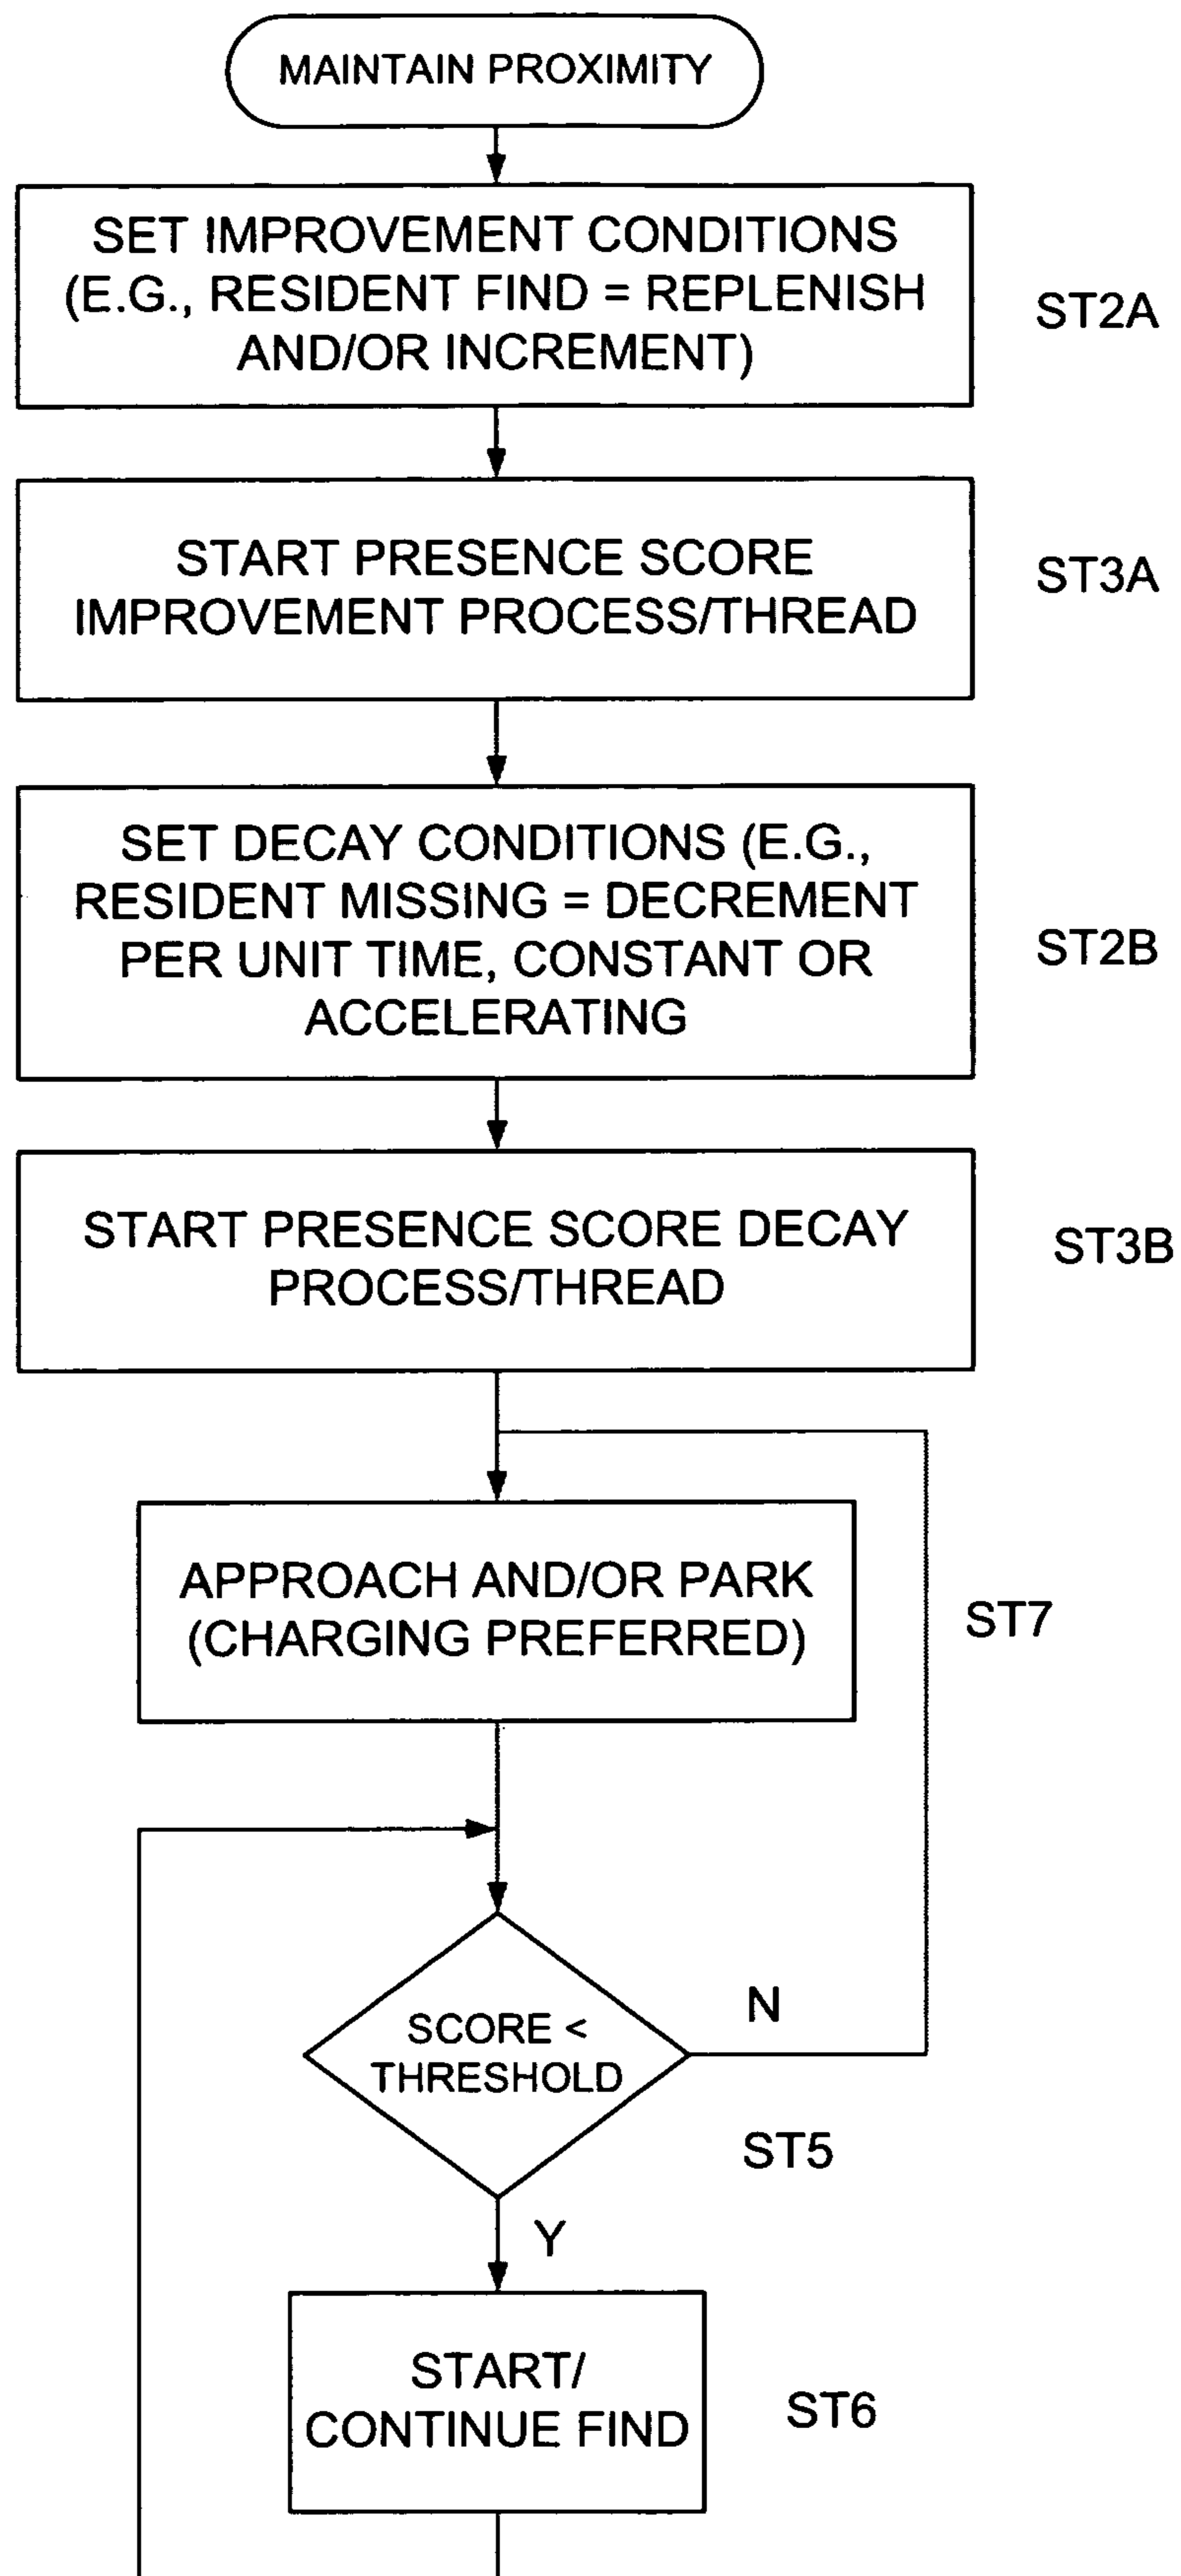 MAINTAIN PROXIMITY
SET IMPROVEMENT CONDITIONS
(E.G., RESIDENT FIND = REPLENISH
AND/OR INCREMENT)
ST2A
START PRESENCE SCORE
IMPROVEMENT PROCESS/THREAD
ST3A
SET DECAY CONDITIONS (E.G.,
RESIDENT MISSING = DECREMENT
PER UNIT TIME, CONSTANT OR
ACCELERATING
ST2B
START PRESENCE SCORE DECAY
PROCESS/THREAD
ST3B
APPROACH AND/OR PARK
(CHARGING PREFERRED)
ST7
SCORE <
THRESHOLD
N
ST5
Y
START/
CONTINUE FIND
ST6